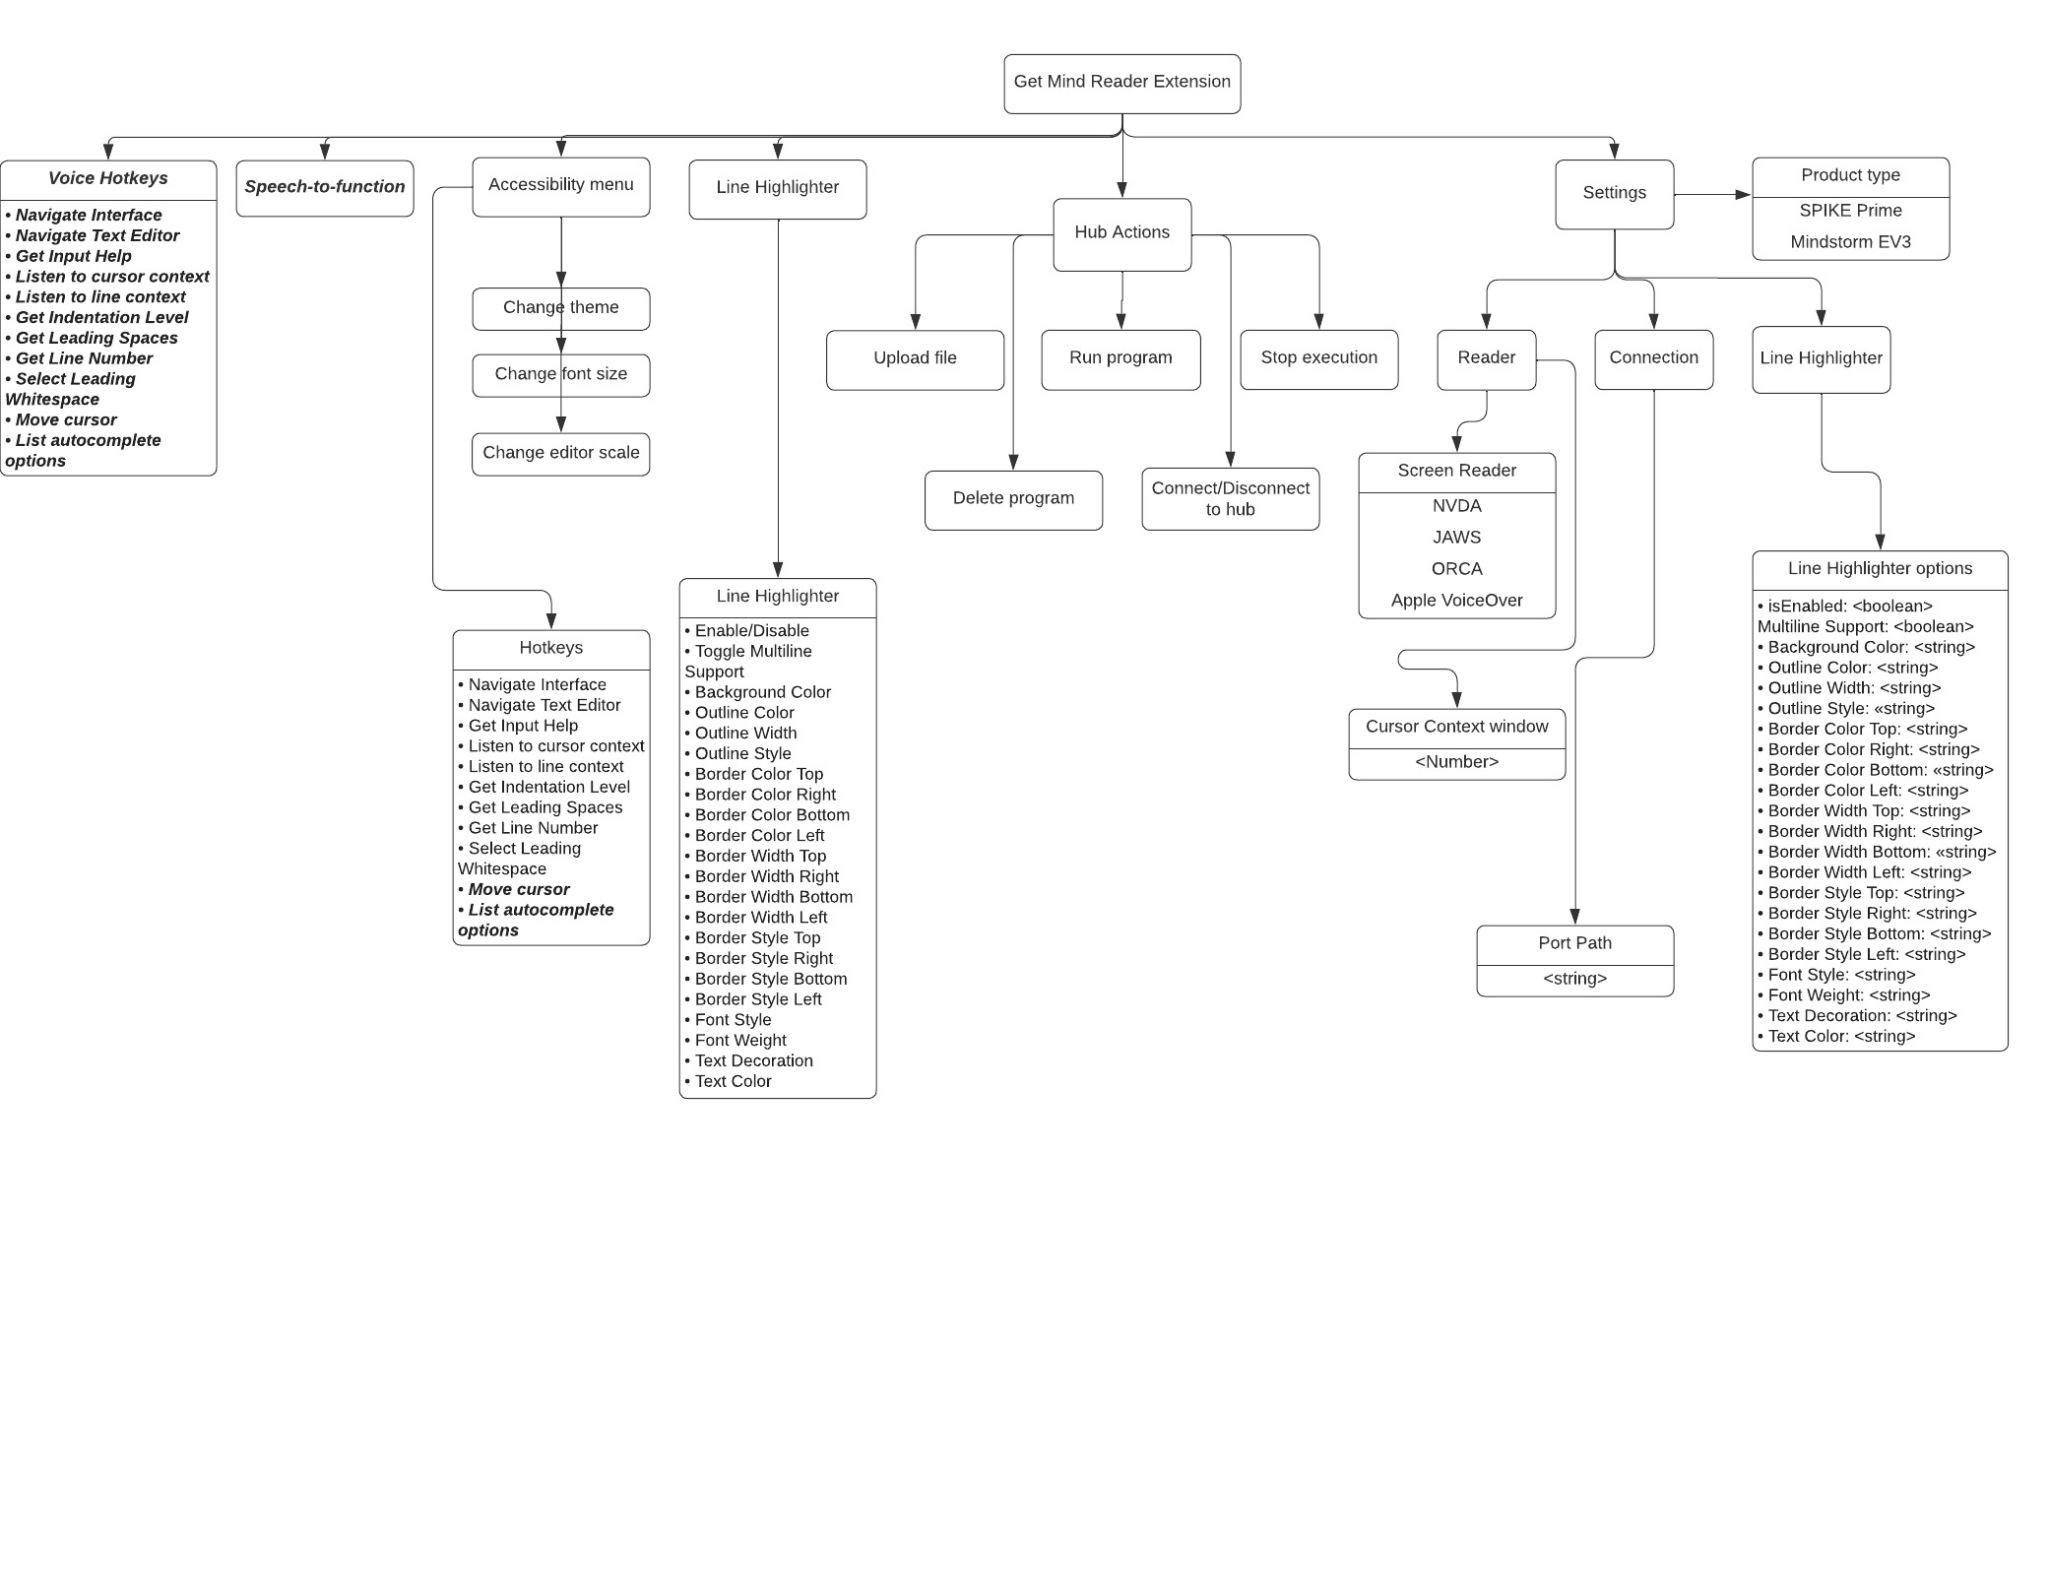 Get Mind Reader Extension
Voice Hotkeys
• Navigate Interface
• Navigate Text Editor
• Get Input Help
• Listen to cursor context
• Listen to line context
• Get Indentation Level
• Get Leading Spaces
• Get Line Number
• Select Leading
Whitespace
• Move cursor
• List autocomplete
options
Speech-to-function
Accessibility menu
Change theme
Change font size
Change editor scale
Hotkeys
• Navigate Interface
• Navigate Text Editor
• Get Input Help
• Listen to cursor context
• Listen to line context
• Get Indentation Level
• Get Leading Spaces
• Get Line Number
• Select Leading
Whitespace
• Move cursor
• List autocomplete
options
Line Highlighter
Line Highlighter
• Enable/Disable
• Toggle Multiline
Support
• Background Color
• Outline Color
• Outline Width
• Outline Style
• Border Color Top
• Border Color Right
• Border Color Bottom
• Border Color Left
• Border Width Top
• Border Width Right
• Border Width Bottom
• Border Width Left
• Border Style Top
• Border Style Right
• Border Style Bottom
• Border Style Left
• Font Style
• Font Weight
• Text Decoration
• Text Color
Hub Actions
Upload file
Run program
Stop execution
Delete program
Connect/Disconnect
to hub
Settings
Product type
SPIKE Prime
Mindstorm EV3
Reader
Connection
Line Highlighter
Screen Reader
NVDA
JAWS
ORCA
Apple VoiceOver
Cursor Context window
<Number>
Port Path
<string>
Line Highlighter options
• isEnabled: <boolean>
Multiline Support: <boolean>
• Background Color: <string>
• Outline Color: <string>
• Outline Width: <string>
• Outline Style: «string>
• Border Color Top: <string>
• Border Color Right: <string>
• Border Color Bottom: «string>
• Border Color Left: <string>
• Border Width Top: <string>
• Border Width Right: <string>
• Border Width Bottom: «string>
• Border Width Left: <string>
• Border Style Top: <string>
• Border Style Right: <string>
• Border Style Bottom: <string>
• Border Style Left: <string>
• Font Style: <string>
• Font Weight: <string>
• Text Decoration: <string>
• Text Color: <string>